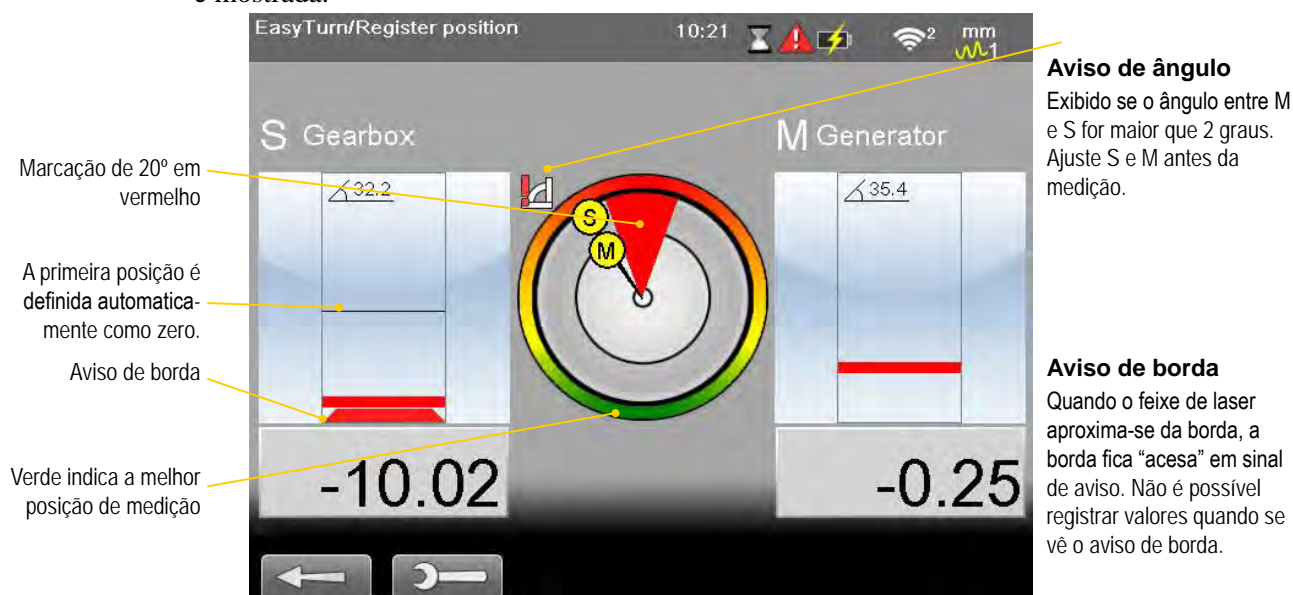 é mostrada.
EasyTurn/Register position
10:21
2
mm
1
S Gearbox
M Generator
Marcação de 20º em
vermelho
32.2
S
M
35.4
A primeira posição é
definida automatica-
mente como zero.
Aviso de borda
Verde indica a melhor
posição de medição
-10.02
-0.25
Aviso de ângulo
Exibido se o ângulo entre M
e S for maior que 2 graus.
Ajuste S e M antes da
medição.
Aviso de borda
Quando o feixe de laser
aproxima-se da borda, a
borda fica “acesa” em sinal
de aviso. Não é possível
registrar valores quando se
vê o aviso de borda.